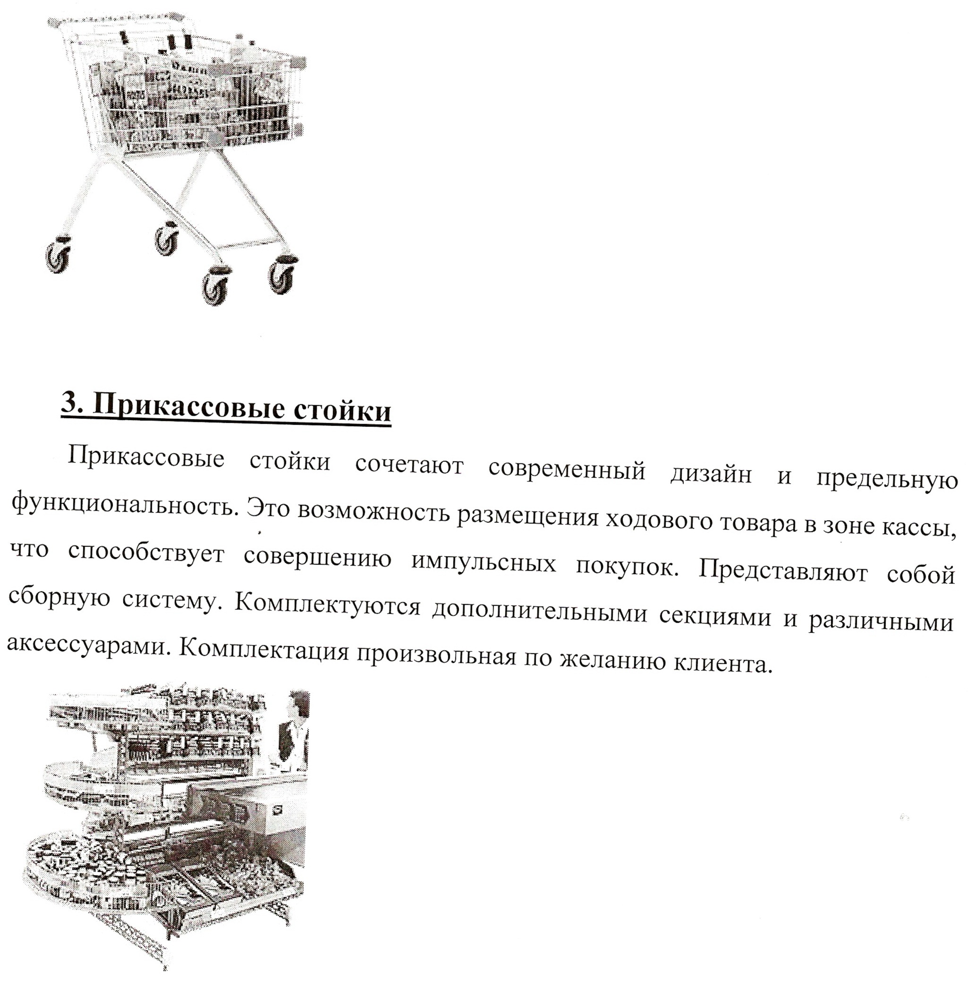 3. Прикассовые стойки
Прикассовые стойки сочетают современный дизайн и предельную
функциональность. Это возможность размещения ходового товара в зоне кассы,
что способствует совершению импульсных покупок. Представляют собой
сборную систему. Комплектуются дополнительными секциями и различными
аксессуарами. Комплектация произвольная по желанию клиента.